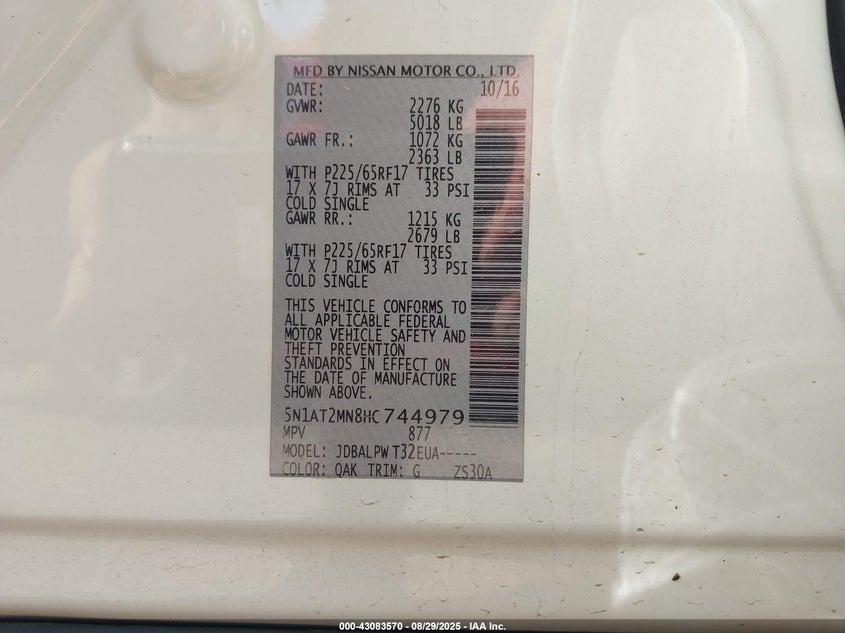 MFD BY NISSAN MOTOR CO., LTD.
DATE: 10/16
GVWR: 2276 KG
5018 LB
GAWR FR.: 1072 KG
2363 LB
WITH P225/65RF17 TIRES
17 X 7J RIMS AT 33 PSI
COLD SINGLE
GAWR RR.: 1215 KG
2679 LB
WITH P225/65RF17 TIRES
17 X 7J RIMS AT 33 PSI
COLD SINGLE
THIS VEHICLE CONFORMS TO
ALL APPLICABLE FEDERAL
MOTOR VEHICLE SAFETY AND
THEFT PREVENTION
STANDARDS IN EFFECT ON
THE DATE OF MANUFACTURE
SHOWN ABOVE.
5N1AT2MN8HC744979
MPV 877
MODEL: JDBALPW T32EUA-----
COLOR: QAK TRIM: G ZS30A
000-43083570 - 08/29/2025 - IAA Inc.